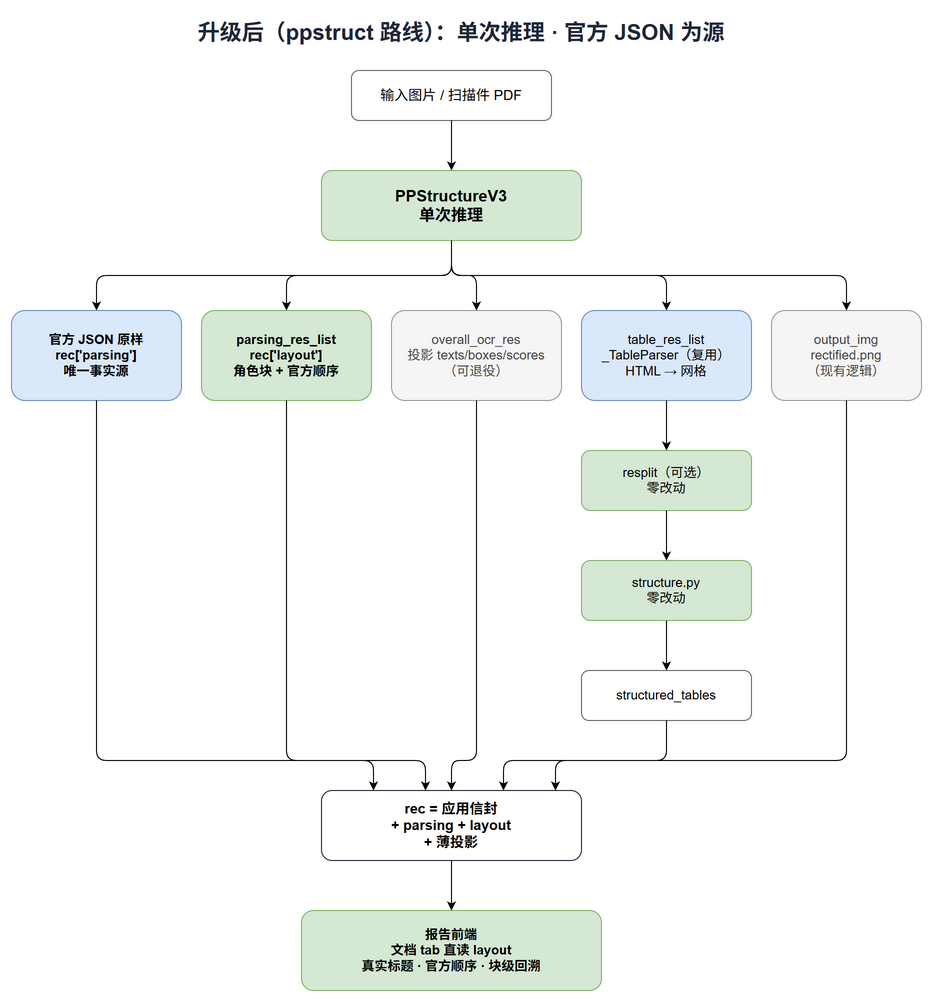 升级后（ppstruct 路线）：单次推理 · 官方 JSON 为源
输入图片 / 扫描件 PDF
PPStructureV3
单次推理
官方 JSON 原样
rec['parsing']
唯一事实源
parsing_res_list
rec['layout']
角色块 + 官方顺序
overall_ocr_res
投影 texts/boxes/scores
（可退役）
table_res_list
_TableParser（复用）
HTML → 网格
output_img
rectified.png
（现有逻辑）
resplit（可选）
零改动
structure.py
零改动
structured_tables
rec = 应用信封
+ parsing + layout
+ 薄投影
报告前端
文档 tab 直读 layout
真实标题 · 官方顺序 · 块级回溯